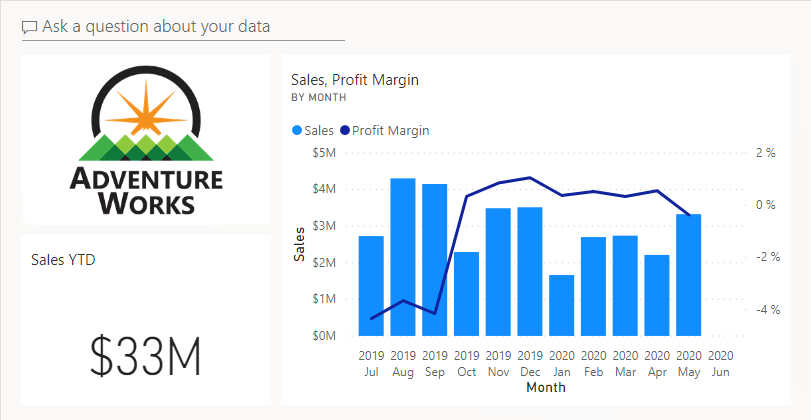 Ask a question about your data
ADVENTURE
WORKS
Sales YTD
$33M
Sales, Profit Margin
BY MONTH
Sales Profit Margin
$5M
$4M
$3M
$2M
$1M
$0M
Sales
2 %
0 %
-2 %
-4 %
2019 2019 2019 2019 2019 2019 2020 2020 2020 2020 2020 2020
Jul Aug Sep Oct Nov Dec Jan Feb Mar Apr May Jun
Month